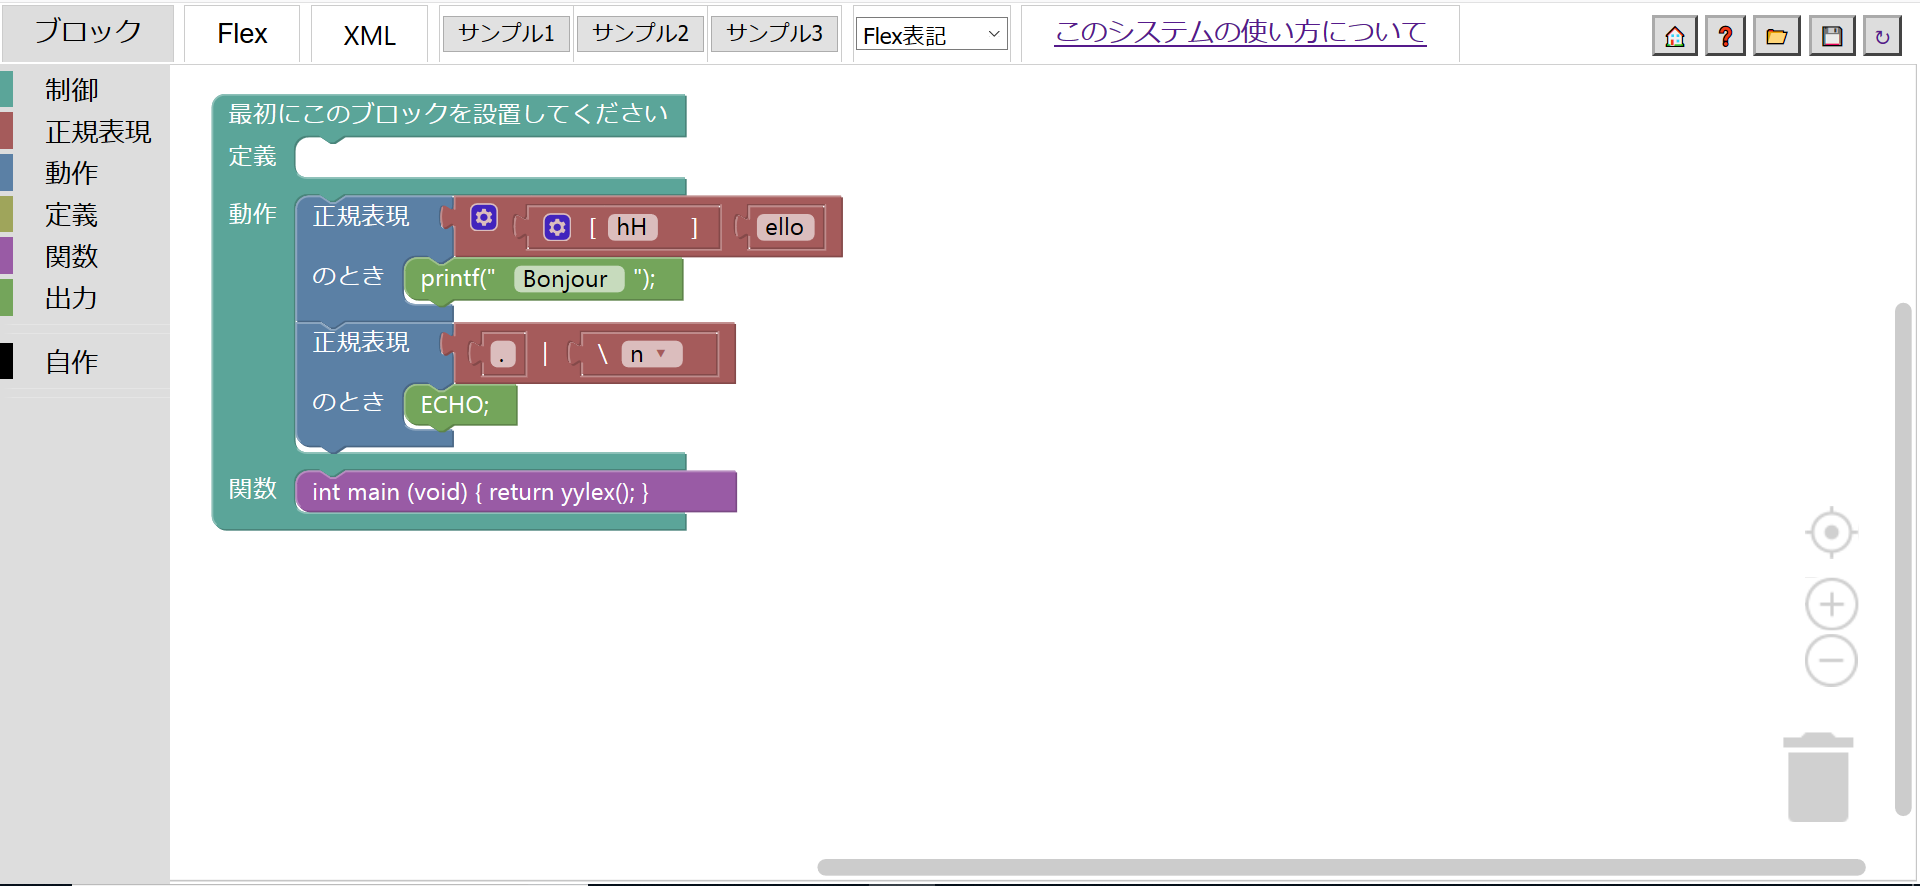 ブロック Flex XML サンプル1 サンプル2 サンプル3 Flex表記 このシステムの使い方について
制御
正規表現
動作
定義
関数
出力
自作
最初にこのブロックを設置してください
定義
動作 正規表現 [ hH ] ello
のとき printf(" Bonjour ");
正規表現 . | \ n
のとき ECHO;
関数 int main (void) { return yylex(); }